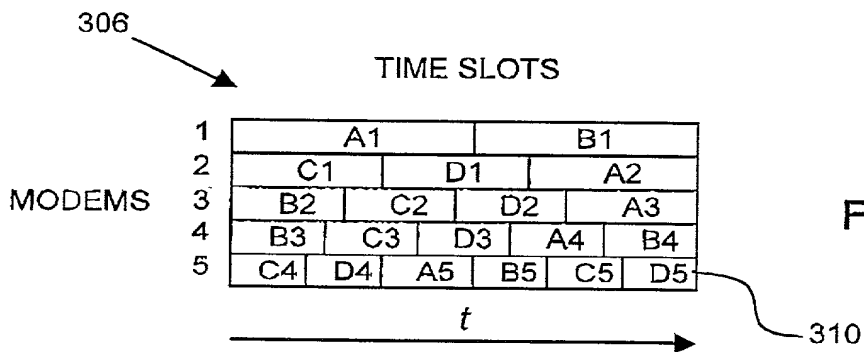 306
TIME SLOTS
MODEMS
1 A1 B1
2 C1 D1 A2
3 B2 C2 D2 A3
4 B3 C3 D3 A4 B4
5 C4 D4 A5 B5 C5 D5
t
310
F